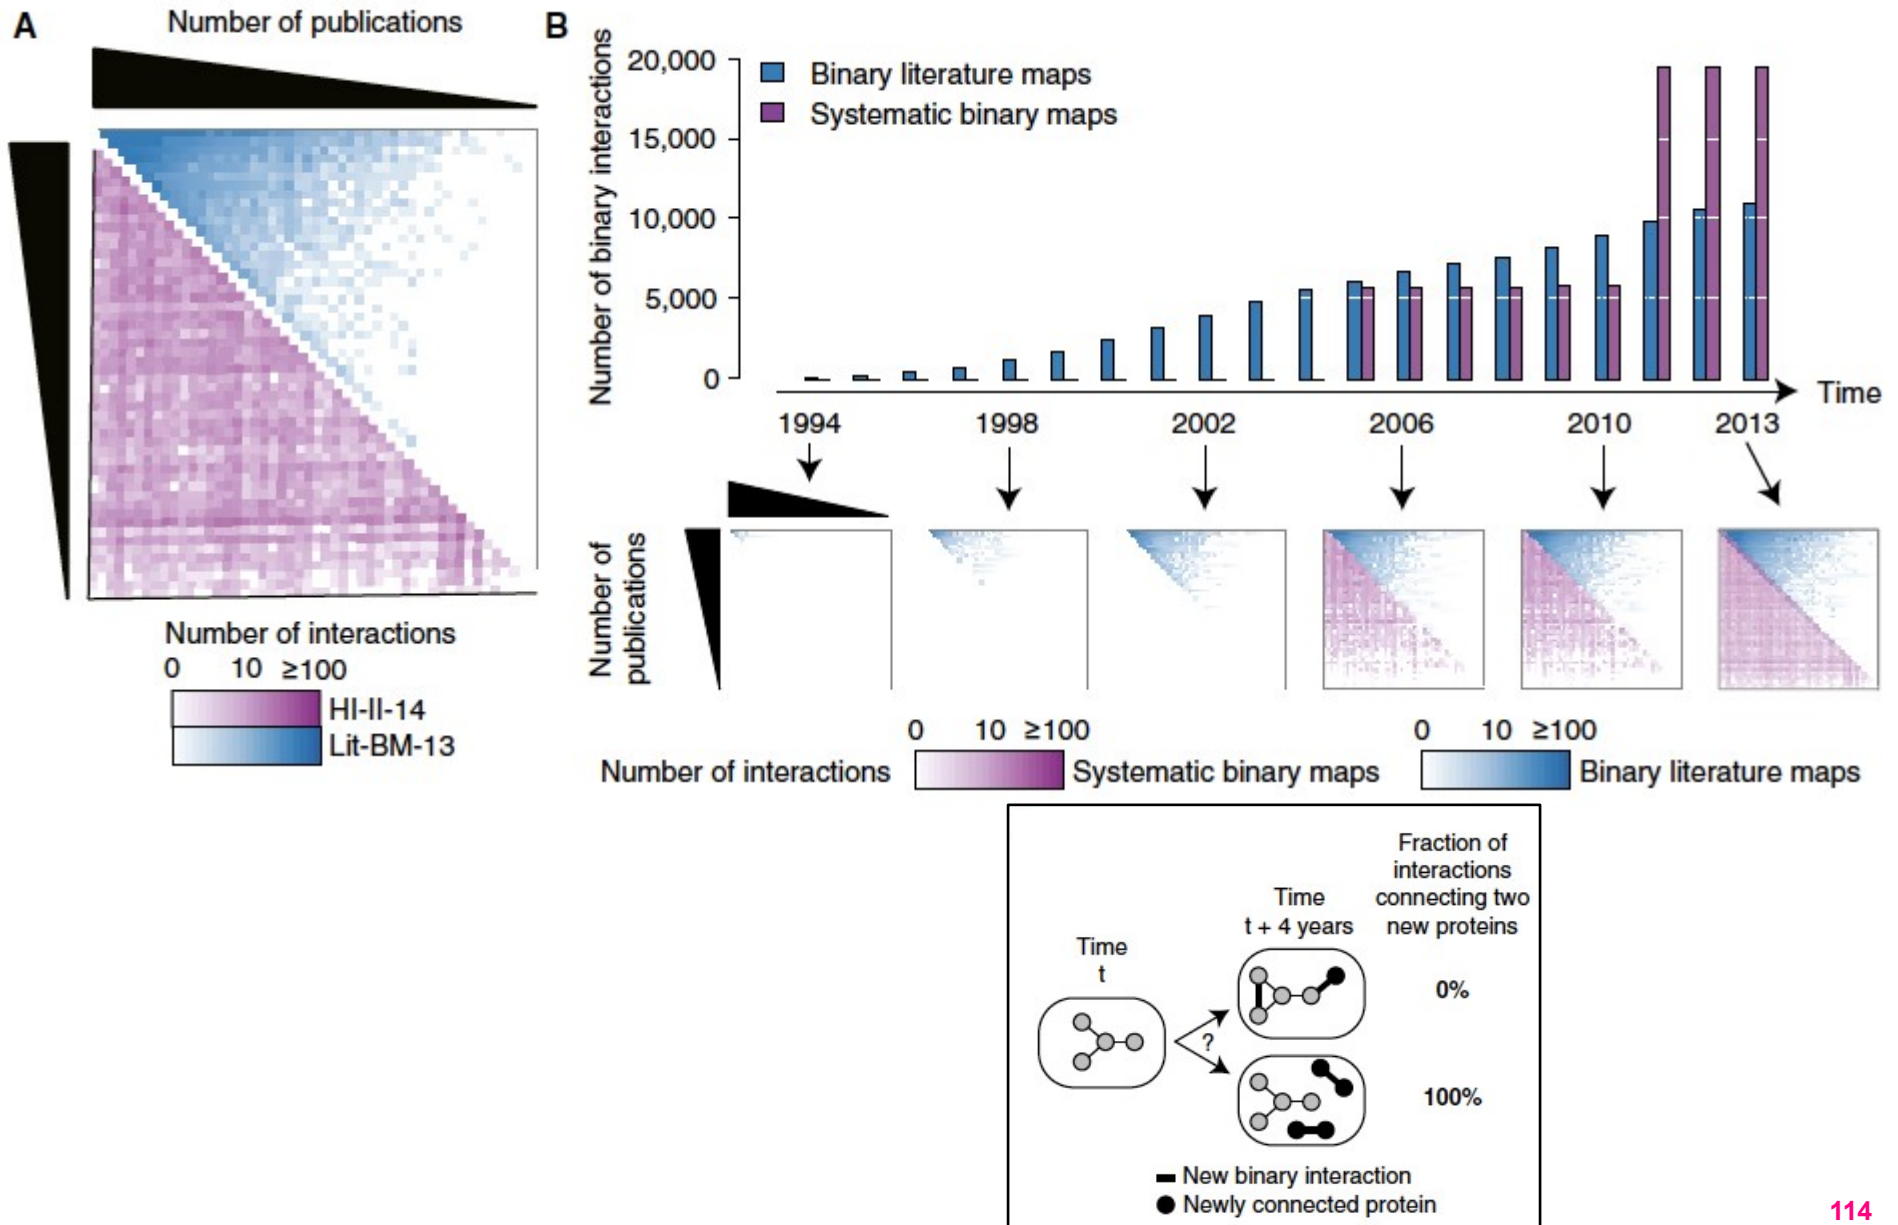 A
Number of publications
Number of interactions
0 10 ≥100
HI-II-14
Lit-BM-13
B
Number of binary interactions
20,000
15,000
10,000
5,000
0
Binary literature maps
Systematic binary maps
Time
1994 1998 2002 2006 2010 2013
Number of
publications
0 10 ≥100 0 10 ≥100
Number of interactions Systematic binary maps Binary literature maps
Fraction of
interactions
connecting two
new proteins
Time
t + 4 years
Time
t
?
0%
100%
New binary interaction
Newly connected protein
114